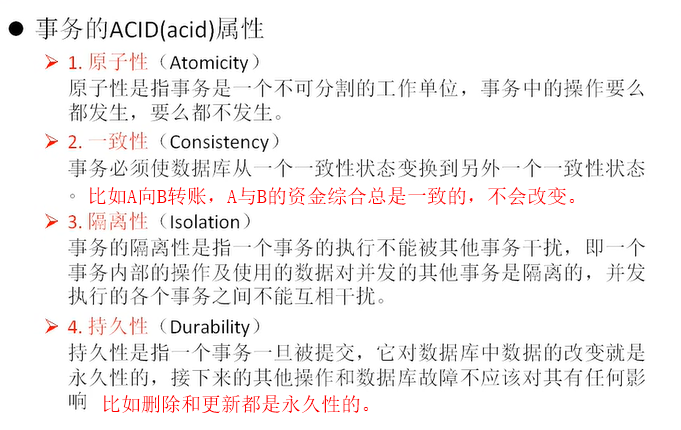 ● 事务的ACID(acid)属性
➢ 1. 原子性（Atomicity）
原子性是指事务是一个不可分割的工作单位，事务中的操作要么
都发生，要么都不发生。
➢ 2. 一致性（Consistency）
事务必须使数据库从一个一致性状态变换到另外一个一致性状态
。比如A向B转账，A与B的资金综合总是一致的，不会改变。
➢ 3. 隔离性（Isolation）
事务的隔离性是指一个事务的执行不能被其他事务干扰，即一个
事务内部的操作及使用的数据对并发的其他事务是隔离的，并发
执行的各个事务之间不能互相干扰。
➢ 4. 持久性（Durability）
持久性是指一个事务一旦被提交，它对数据库中数据的改变就是
永久性的，接下来的其他操作和数据库故障不应该对其有任何影
响 比如删除和更新都是永久性的。